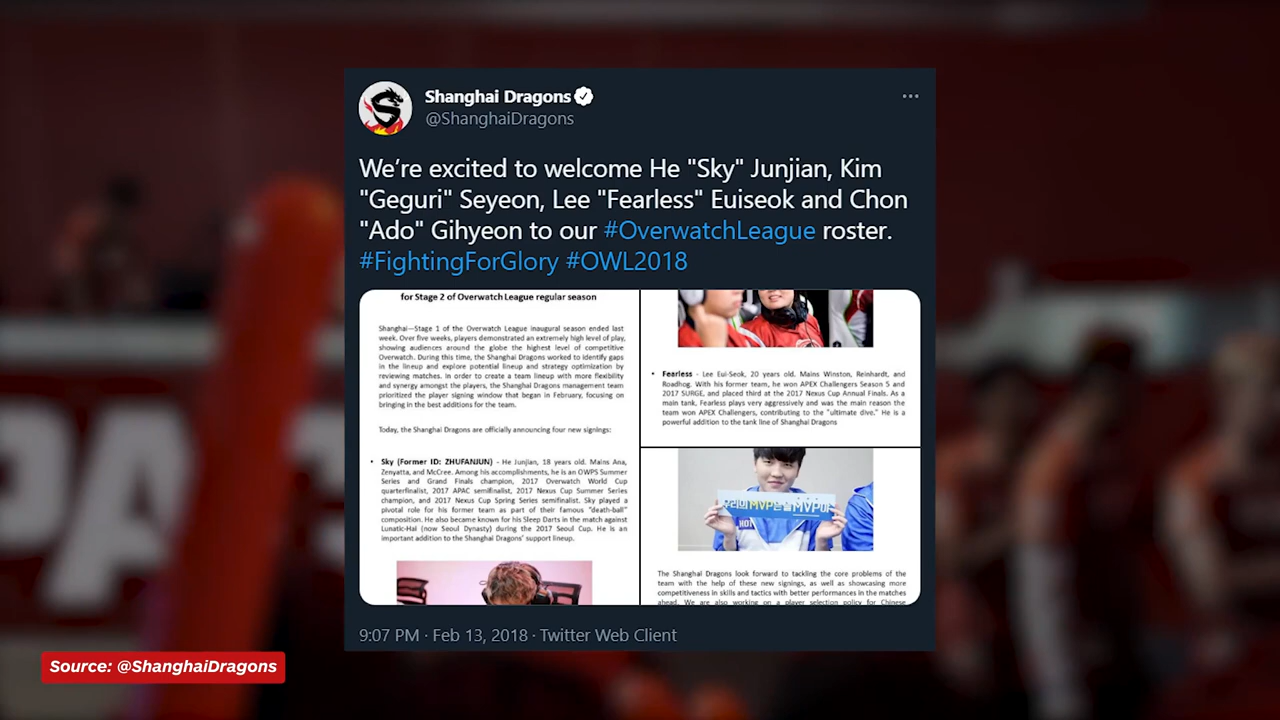 Shanghai Dragons
@ShanghaiDragons
We're excited to welcome He "Sky" Junjian, Kim
"Geguri" Seyeon, Lee "Fearless" Euiseok and Chon
"Ado" Gihyeon to our #OverwatchLeague roster.
#FightingForGlory #OWL2018
for Stage 2 of Overwatch League regular season
Shanghai—Stage 1 of the Overwatch League inaugural season ended last
week. Over five weeks, players demonstrated an extremely high level of play,
showing audiences around the globe the highest level of competitive
Overwatch. During this time, the Shanghai Dragons worked to identify gaps
in the lineup and explore potential lineup and strategy optimization by
reviewing matches. In order to create a team lineup with more flexibility
and synergy amongst the players, the Shanghai Dragons management team
prioritized the player signing window that began in February, focusing on
bringing in the best additions for the team.
Today, the Shanghai Dragons are officially announcing four new signings:
• Sky (Former ID: ZHUFANJUN) - He Junjian, 18 years old. Mains Ana,
Zenyatta, and McCree. Among his accomplishments, he is an OWPS Summer
Series and Grand Finals champion, 2017 Overwatch World Cup
quarterfinalist, 2017 APAC semifinalist, 2017 Nexus Cup Summer Series
champion, and 2017 Nexus Cup Spring Series semifinalist. Sky played a
pivotal role for his former team as part of their famous "death-ball"
composition. He also became known for his Sleep Darts in the match against
Lunatic-Hai (now Seoul Dynasty) during the 2017 Seoul Cup. He is an
important addition to the Shanghai Dragons' support lineup.
• Fearless - Lee Eui-Seok, 20 years old. Mains Winston, Reinhardt, and
Roadhog. With his former team, he won APEX Challengers Season 5 and
2017 SURGE, and placed third at the 2017 Nexus Cup Annual Finals. As a
main tank, Fearless plays very aggressively and was the main reason the
team won APEX Challengers, contributing to the "ultimate dive." He is a
powerful addition to the tank line of Shanghai Dragons
MVP MVP
HOT
The Shanghai Dragons look forward to tackling the core problems of the
team with the help of these new signings, as well as showcasing more
competitiveness in skills and tactics with better performances in the matches
ahead. We are also working on a player selection policy for Chinese
9:07 PM · Feb 13, 2018 · Twitter Web Client
Source: @ShanghaiDragons